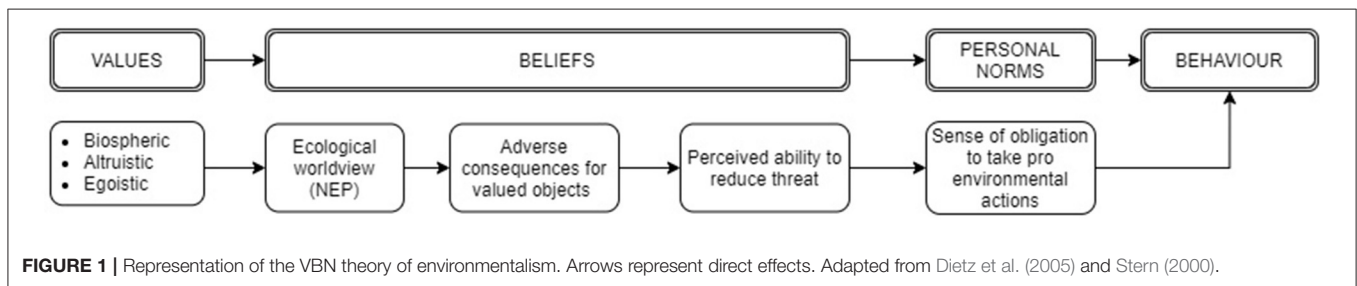 VALUES
BELIEFS
PERSONAL
NORMS
BEHAVIOUR
• Biospheric
• Altruistic
• Egoistic
Ecological
worldview
(NEP)
Adverse
consequences for
valued objects
Perceived ability to
reduce threat
Sense of obligation
to take pro
environmental
actions
FIGURE 1 | Representation of the VBN theory of environmentalism. Arrows represent direct effects. Adapted from Dietz et al. (2005) and Stern (2000).